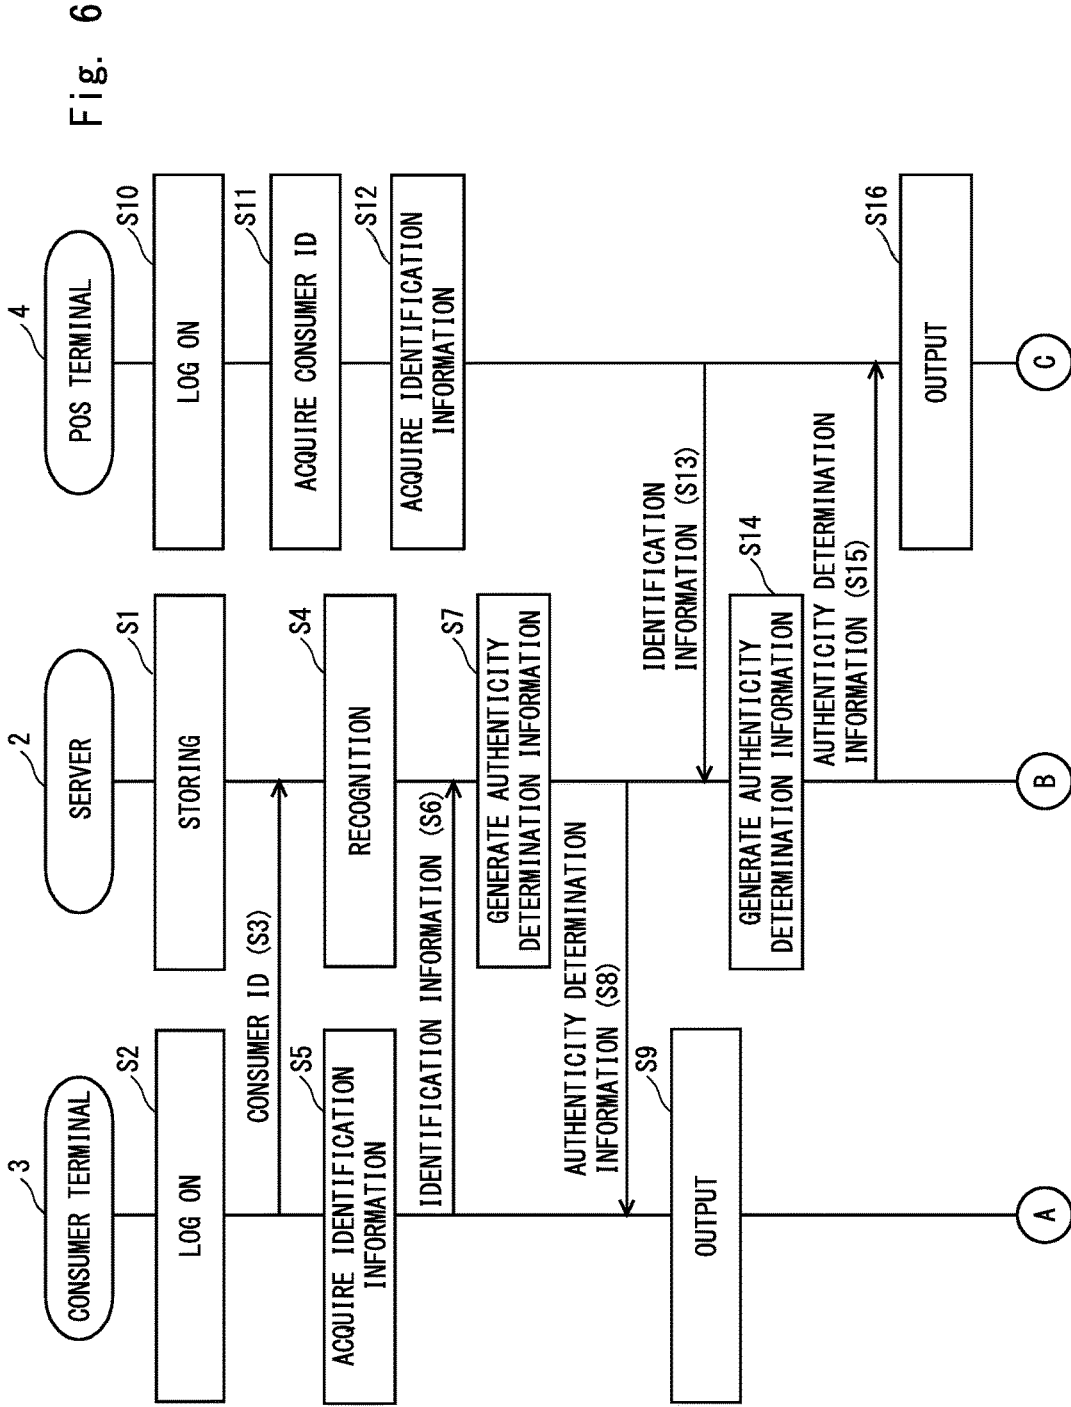 Fig. 6
3
CONSUMER TERMINAL
2
SERVER
4
POS TERMINAL
S2
LOG ON
S1
STORING
S10
LOG ON
CONSUMER ID (S3)
S11
ACQUIRE CONSUMER ID
S5
ACQUIRE IDENTIFICATION
INFORMATION
S4
RECOGNITION
S12
ACQUIRE IDENTIFICATION
INFORMATION
IDENTIFICATION INFORMATION (S6)
S7
GENERATE AUTHENTICITY
DETERMINATION INFORMATION
AUTHENTICITY DETERMINATION
INFORMATION (S8)
IDENTIFICATION
INFORMATION (S13)
S9
OUTPUT
S14
GENERATE AUTHENTICITY
DETERMINATION INFORMATION
AUTHENTICITY DETERMINATION
INFORMATION (S15)
S16
OUTPUT
A
B
C